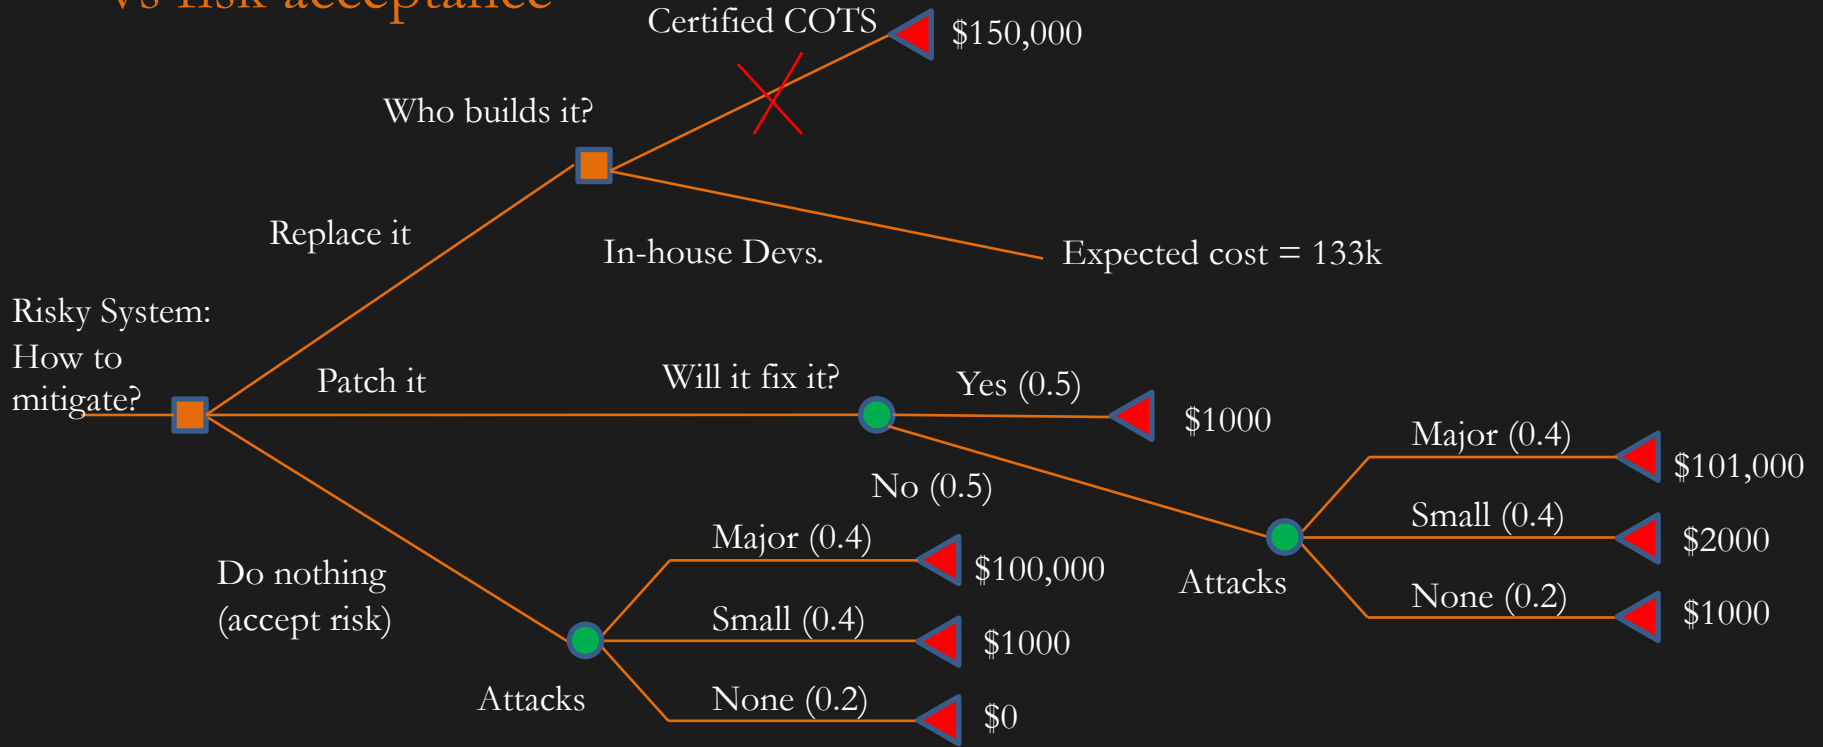 vs risk acceptance
Certified COTS
$150,000
Who builds it?
Replace it
In-house Devs.
Expected cost = 133k
Risky System:
How to
mitigate?
Patch it
Will it fix it?
Yes (0.5)
$1000
No (0.5)
Major (0.4)
$101,000
Small (0.4)
$2000
None (0.2)
$1000
Attacks
Do nothing
(accept risk)
Major (0.4)
$100,000
Small (0.4)
$1000
None (0.2)
$0
Attacks